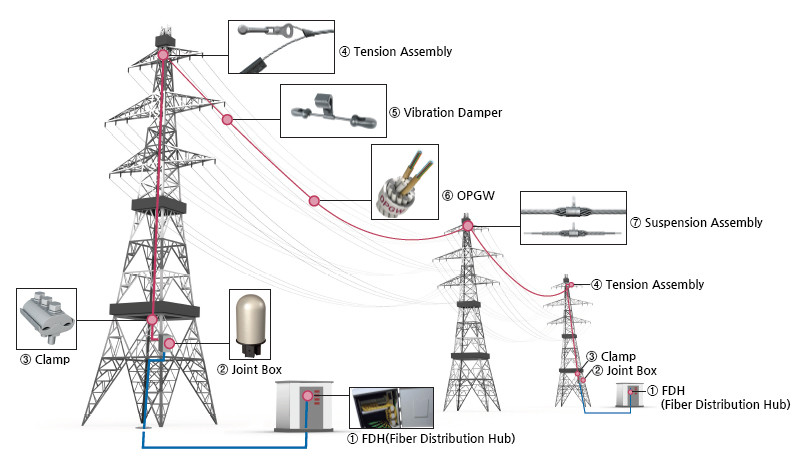 ④ Tension Assembly
⑤ Vibration Damper
⑥ OPGW
OPGW
⑦ Suspension Assembly
④ Tension Assembly
③ Clamp
② Joint Box
③ Clamp
② Joint Box
① FDH
(Fiber Distribution Hub)
① FDH(Fiber Distribution Hub)